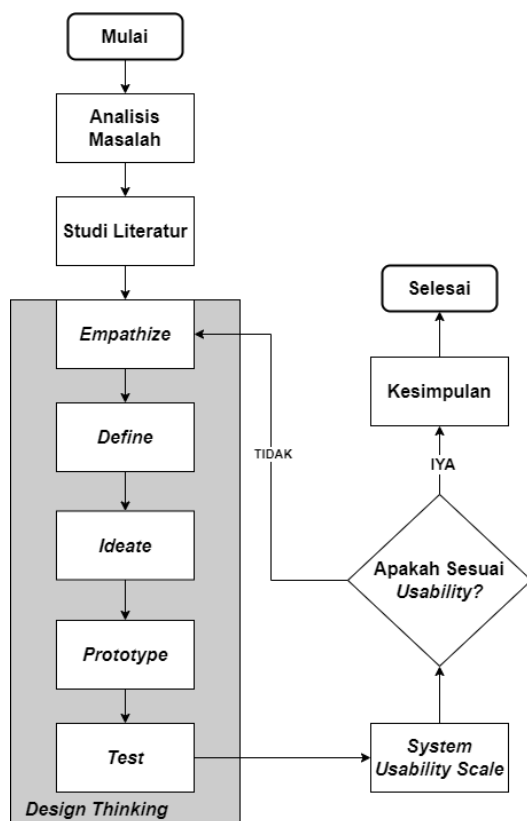 Mulai
Analisis
Masalah
Studi Literatur
Empathize
Define
Ideate
Prototype
Test
Design Thinking
System
Usability Scale
Apakah Sesuai
Usability?
TIDAK
IYA
Kesimpulan
Selesai